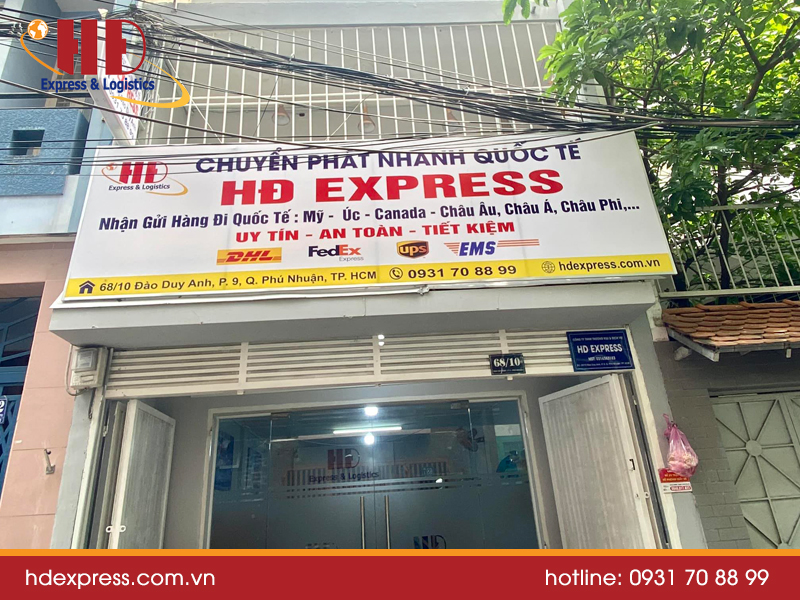 HĐ
Express & Logistics
CHUYỂN PHÁT NHANH QUỐC TẾ
HĐ
Express & Logistics
HĐ EXPRESS
Nhận Gửi Hàng Đi Quốc Tế : Mỹ - Úc - Canada - Châu Âu, Châu Á, Châu Phi,...
UY TÍN - AN TOÀN - TIẾT KIỆM
DHL FedEx Express ups EMS
68/10 Đào Duy Anh, P. 9, Q. Phú Nhuận, TP. HCM 0931 70 88 99 hdexpress.com.vn
68/10
HD EXPRESS
HĐ
Express & Logistics
hdexpress.com.vn
hotline: 0931 70 88 99